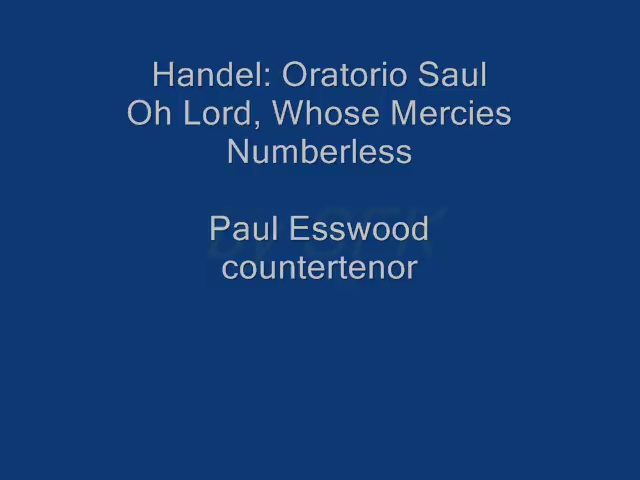 Handel: Oratorio Saul
Oh Lord, Whose Mercies
Numberless
Paul Esswood
countertenor